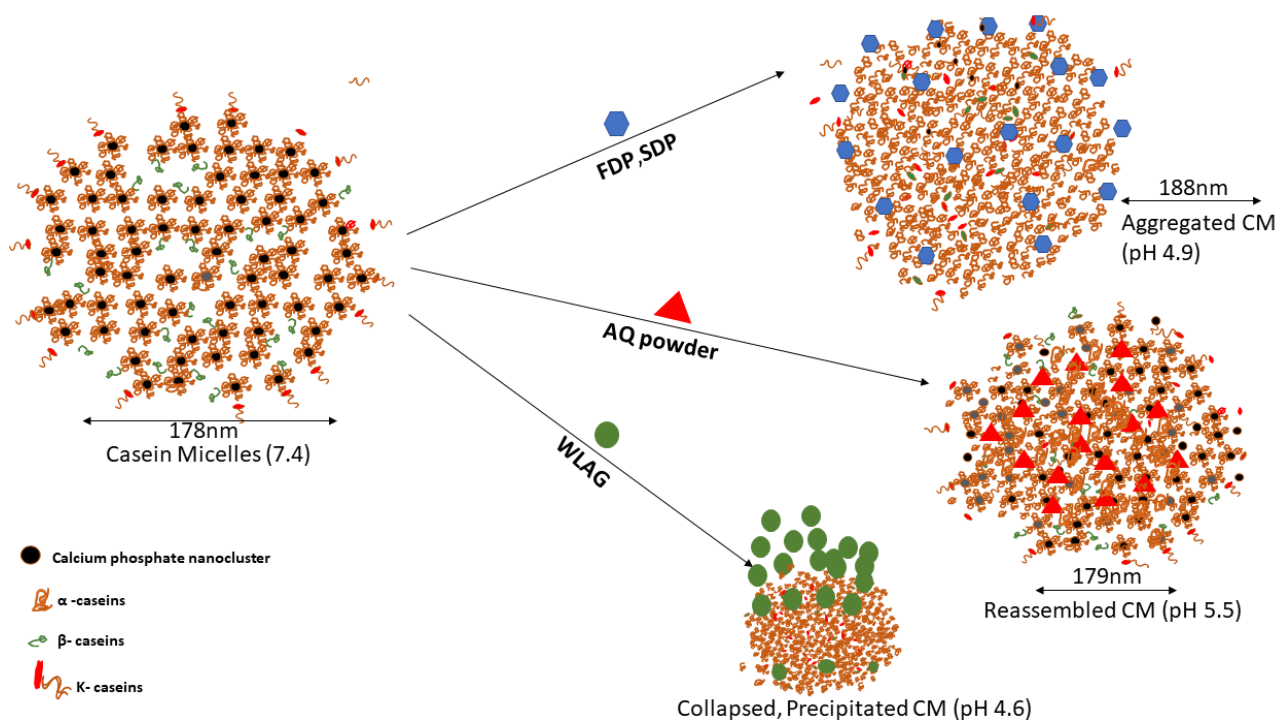 FDP,SDP
188nm
Aggregated CM
(pH 4.9)
AQ powder
178nm
Casein Micelles (7.4)
WLAG
179nm
Reassembled CM (pH 5.5)
Calcium phosphate nanocluster
α -caseins
β- caseins
K- caseins
Collapsed, Precipitated CM (pH 4.6)